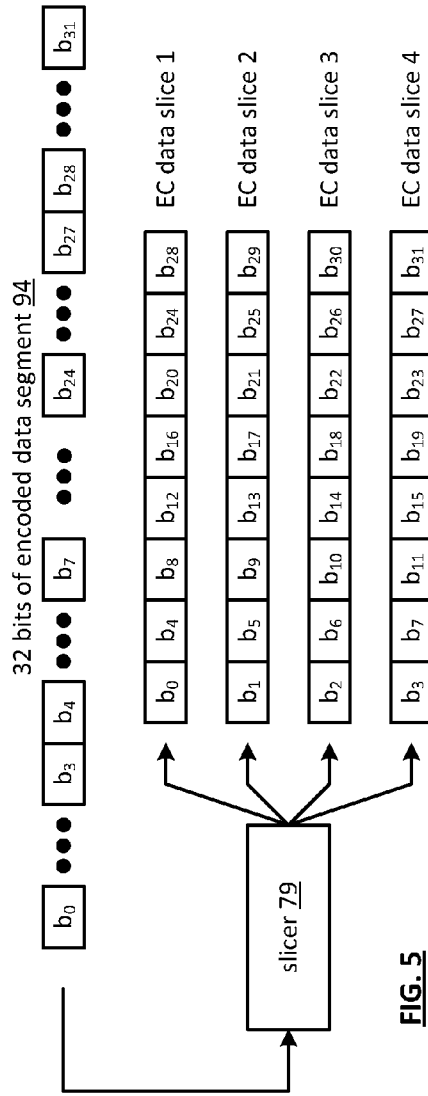 32 bits of encoded data segment 94
b0 ●●● b3 b4 ●●● b7 ●●● b24 ●●● b27 b28 ●●● b31
slicer 79
b0 b4 b8 b12 b16 b20 b24 b28 EC data slice 1
b1 b5 b9 b13 b17 b21 b25 b29 EC data slice 2
b2 b6 b10 b14 b18 b22 b26 b30 EC data slice 3
b3 b7 b11 b15 b19 b23 b27 b31 EC data slice 4
FIG. 5